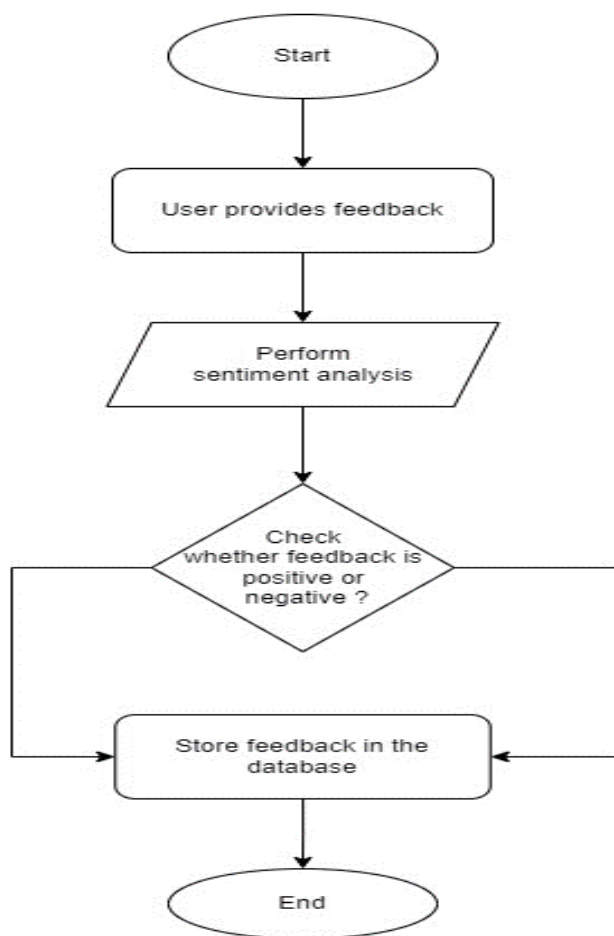 Start
User provides feedback
Perform
sentiment analysis
Check
whether feedback is
positive or
negative ?
Store feedback in the
database
End